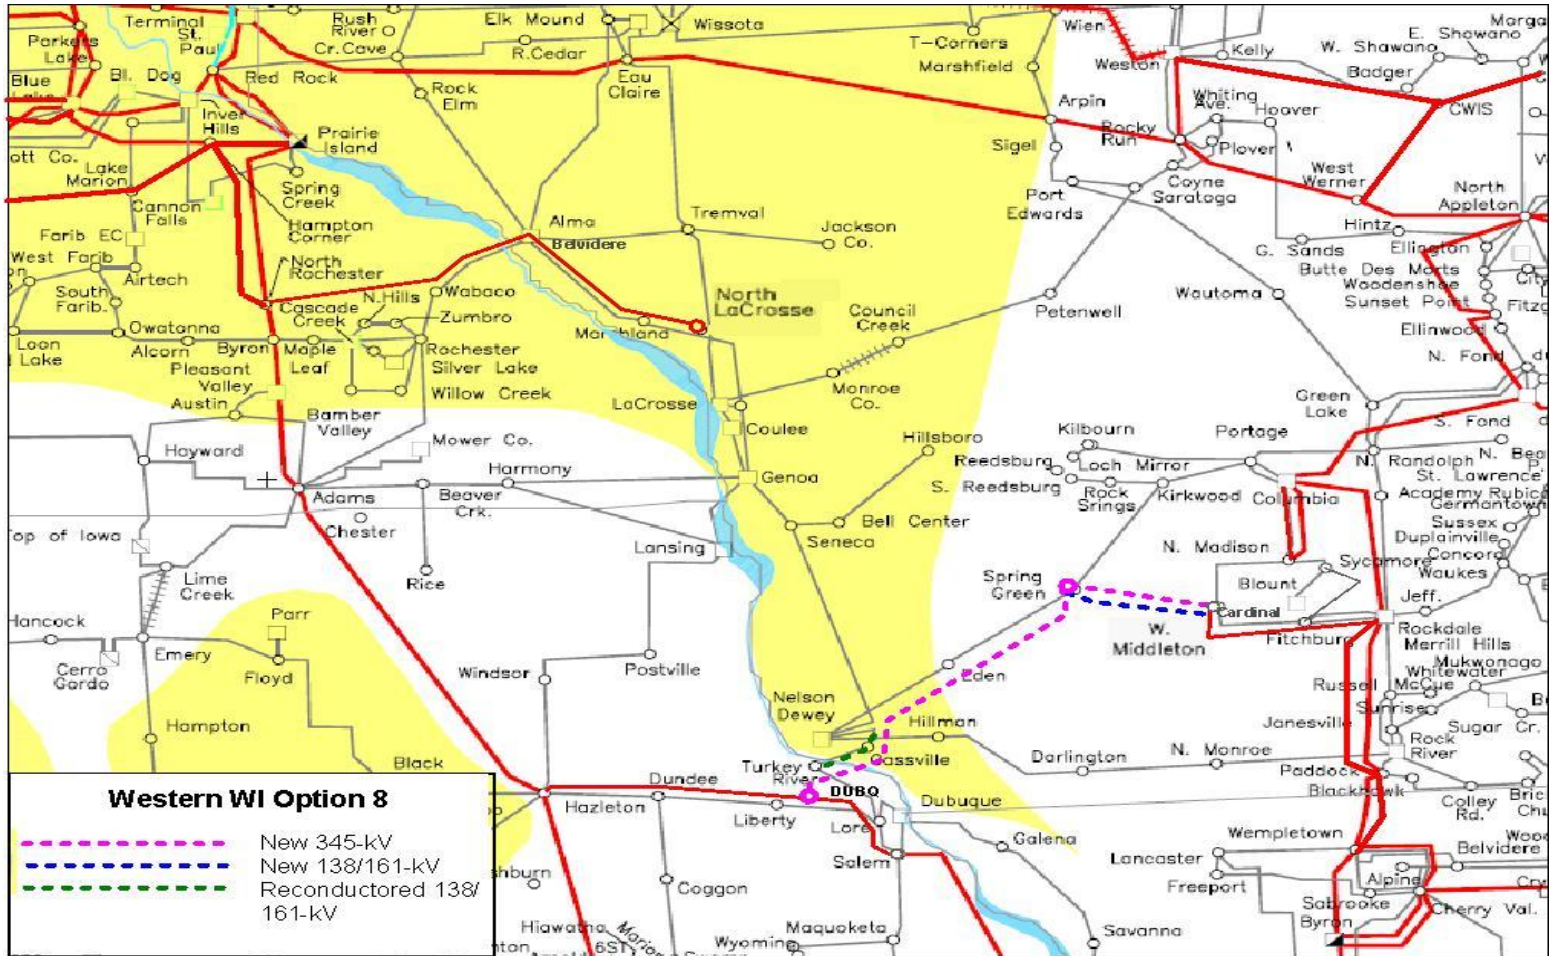 Terminal
St.
Paul
Rush
River
Cr. Cave
Elk Mound
Wissota
R.Cedar
T-Corners
Marshfield
Wien
Weston
Kelly
W. Shawano
E. Shawano
Badger
Parkers
Lake
Bl. Dog
Red Rock
Rock
Elm
Eau
Claire
Arpin
Sigel
Rocky
Run
Whiting
Ave.
Hoover
Plover
CWIS
Blue
Inver
Hills
Prairie
Island
Lake
Marion
Spring
Creek
Cannon
Falls
Hampton
Corner
Port
Edwards
Coyne
Saratoga
West
Werner
North
Appleton
Hintz
G. Sands
Ellington
Butte Des Morts
Woodenshoe
Sunset Point
Ellinwood
N. Fond
Farib EC
West Farib
Airtech
South
Farib.
North
Rochester
Alma
Belvidere
Tremval
Jackson
Co.
Wabaco
N.Hills
Cascade
Creek
Zumbro
Marshland
North
LaCrosse
Council
Creek
Petenwell
Wautoma
Owatanna
Loon
Lake
Alcorn
Byron
Maple
Leaf
Rochester
Silver Lake
Pleasant
Valley
Willow Creek
Austin
Bamber
Valley
LaCrosse
Monroe
Co.
Coulee
Green
Lake
S. Fond
Hayward
Mower Co.
Harmony
Genoa
Hillsboro
Kilbourn
Reedsburg
Loch Mirror
Portage
S. Reedsburg
Rock
Srings
Kirkwood
Columbia
N. Randolph
St. Lawrence
Academy
Germantown
Sussex
Duplainville
Concord
Waukes
Adams
Beaver
Crk.
Chester
Rice
Bell Center
Seneca
Lansing
Top of Iowa
Lime
Creek
N. Madison
Sycamore
Blount
Spring
Green
Cardinal
W.
Middleton
Fitchburg
Jeff.
Rockdale
Merrill Hills
Mukwonago
Whitewater
Hancock
Parr
Cerro
Gordo
Emery
Floyd
Windsor
Postville
Nelson
Dewey
Eden
Hillman
Russell
McCue
Sunrise
Sugar Cr.
Janesville
Rock
River
Hampton
Black
Cassville
Turkey
River
Darlington
N. Monroe
Paddock
Blackhawk
Colley
Rd.
Dundee
DUBQ
Dubuque
Hazleton
Liberty
Lore
Galena
Salem
Wempletown
Belvidere
Lancaster
Freeport
Alpine
Sabrooke
Byron
Cherry Val.
Coggon
Hiawatha
Wyoming
Maquoketa
Savanna
Western WI Option 8
New 345-kV
New 138/161-kV
Reconductored 138/
161-kV